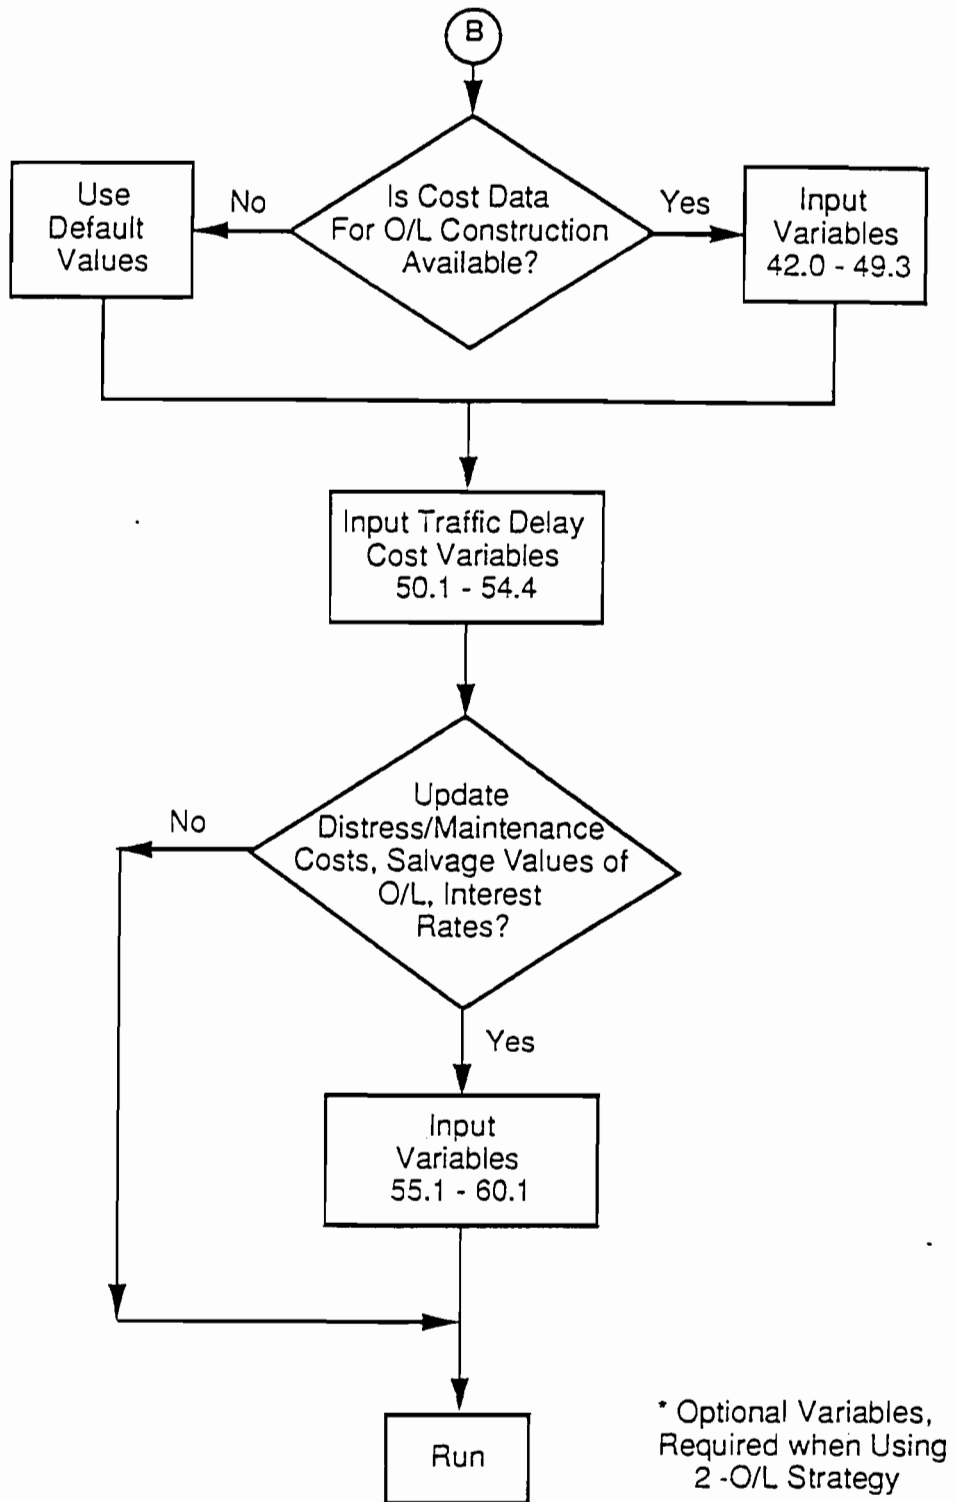 B
Is Cost Data
For O/L Construction
Available?
No
Yes
Use
Default
Values
Input
Variables
42.0 - 49.3
Input Traffic Delay
Cost Variables
50.1 - 54.4
Update
Distress/Maintenance
Costs, Salvage Values of
O/L, Interest
Rates?
No
Yes
Input
Variables
55.1 - 60.1
Run
* Optional Variables,
Required when Using
2 -O/L Strategy